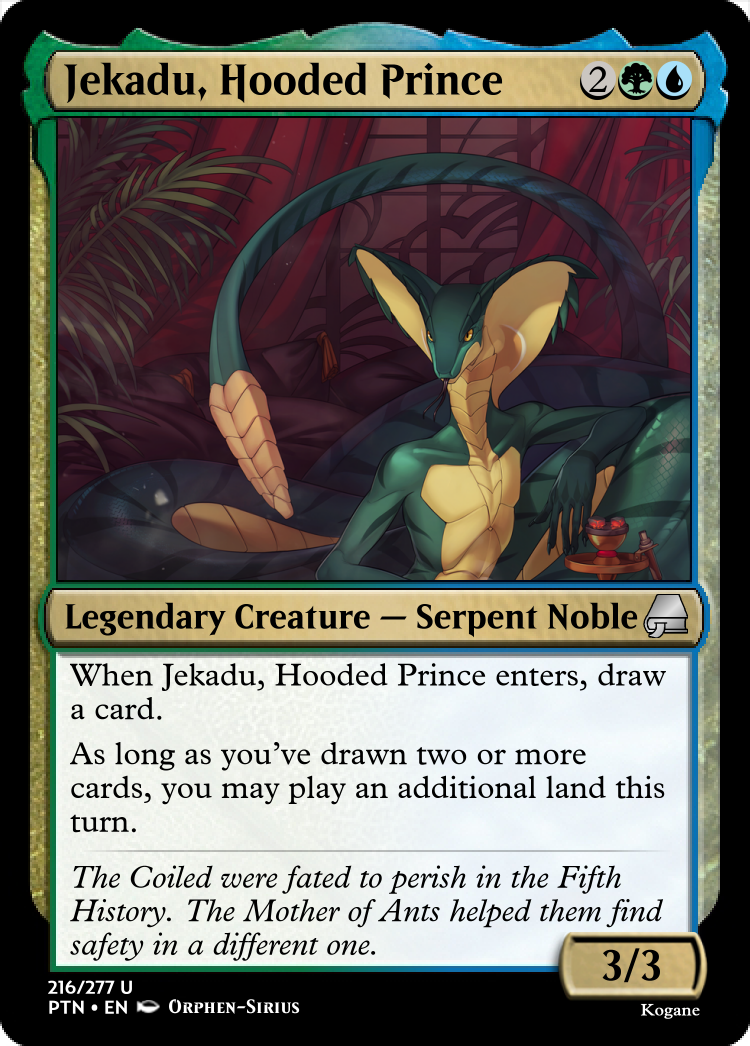 Jekadu, Hooded Prince
2
Legendary Creature — Serpent Noble
When Jekadu, Hooded Prince enters, draw
a card.
As long as you've drawn two or more
cards, you may play an additional land this
turn.
The Coiled were fated to perish in the Fifth
History. The Mother of Ants helped them find
safety in a different one.
3/3
216/277 U
PTN • EN Orphen-Sirius
Kogane